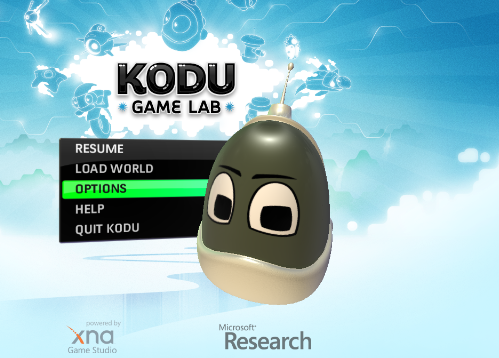 KODU
GAME LAB
RESUME
LOAD WORLD
OPTIONS
HELP
QUIT KODU
powered by
xna
Game Studio
Microsoft®
Research